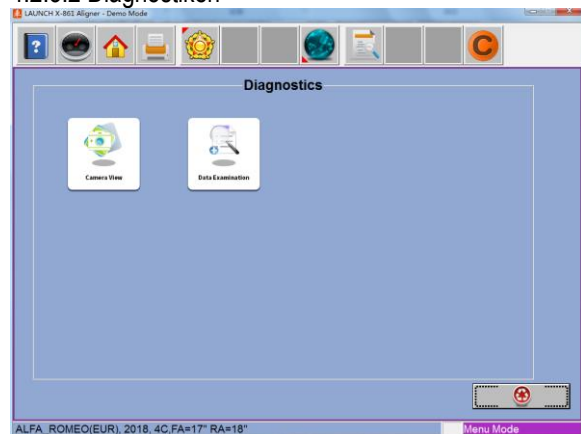 4.2.6.2 Diagnostiken
LAUNCH X-861 Aligner - Demo Mode
?
C
Diagnostics
Camera View
Data Examination
ALFA_ROMEO(EUR), 2018, 4C,FA=17" RA=18"
Menu Mode